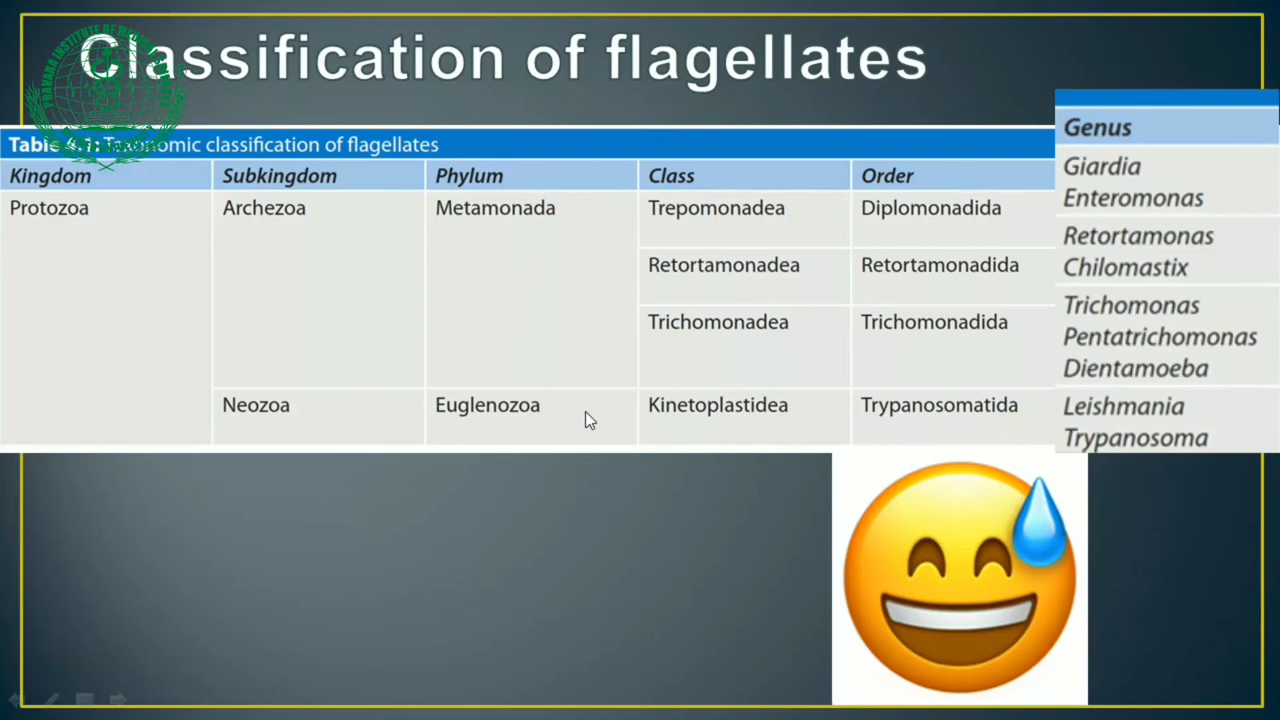 Classification of flagellates
Table 4.1: Taxonomic classification of flagellates
Kingdom Subkingdom Phylum Class Order Genus
Protozoa Archezoa Metamonada Trepomonadea Diplomonadida Giardia
Enteromonas
Retortamonadea Retortamonadida Retortamonas
Chilomastix
Trichomonadea Trichomonadida Trichomonas
Pentatrichomonas
Dientamoeba
Neozoa Euglenozoa Kinetoplastidea Trypanosomatida Leishmania
Trypanosoma